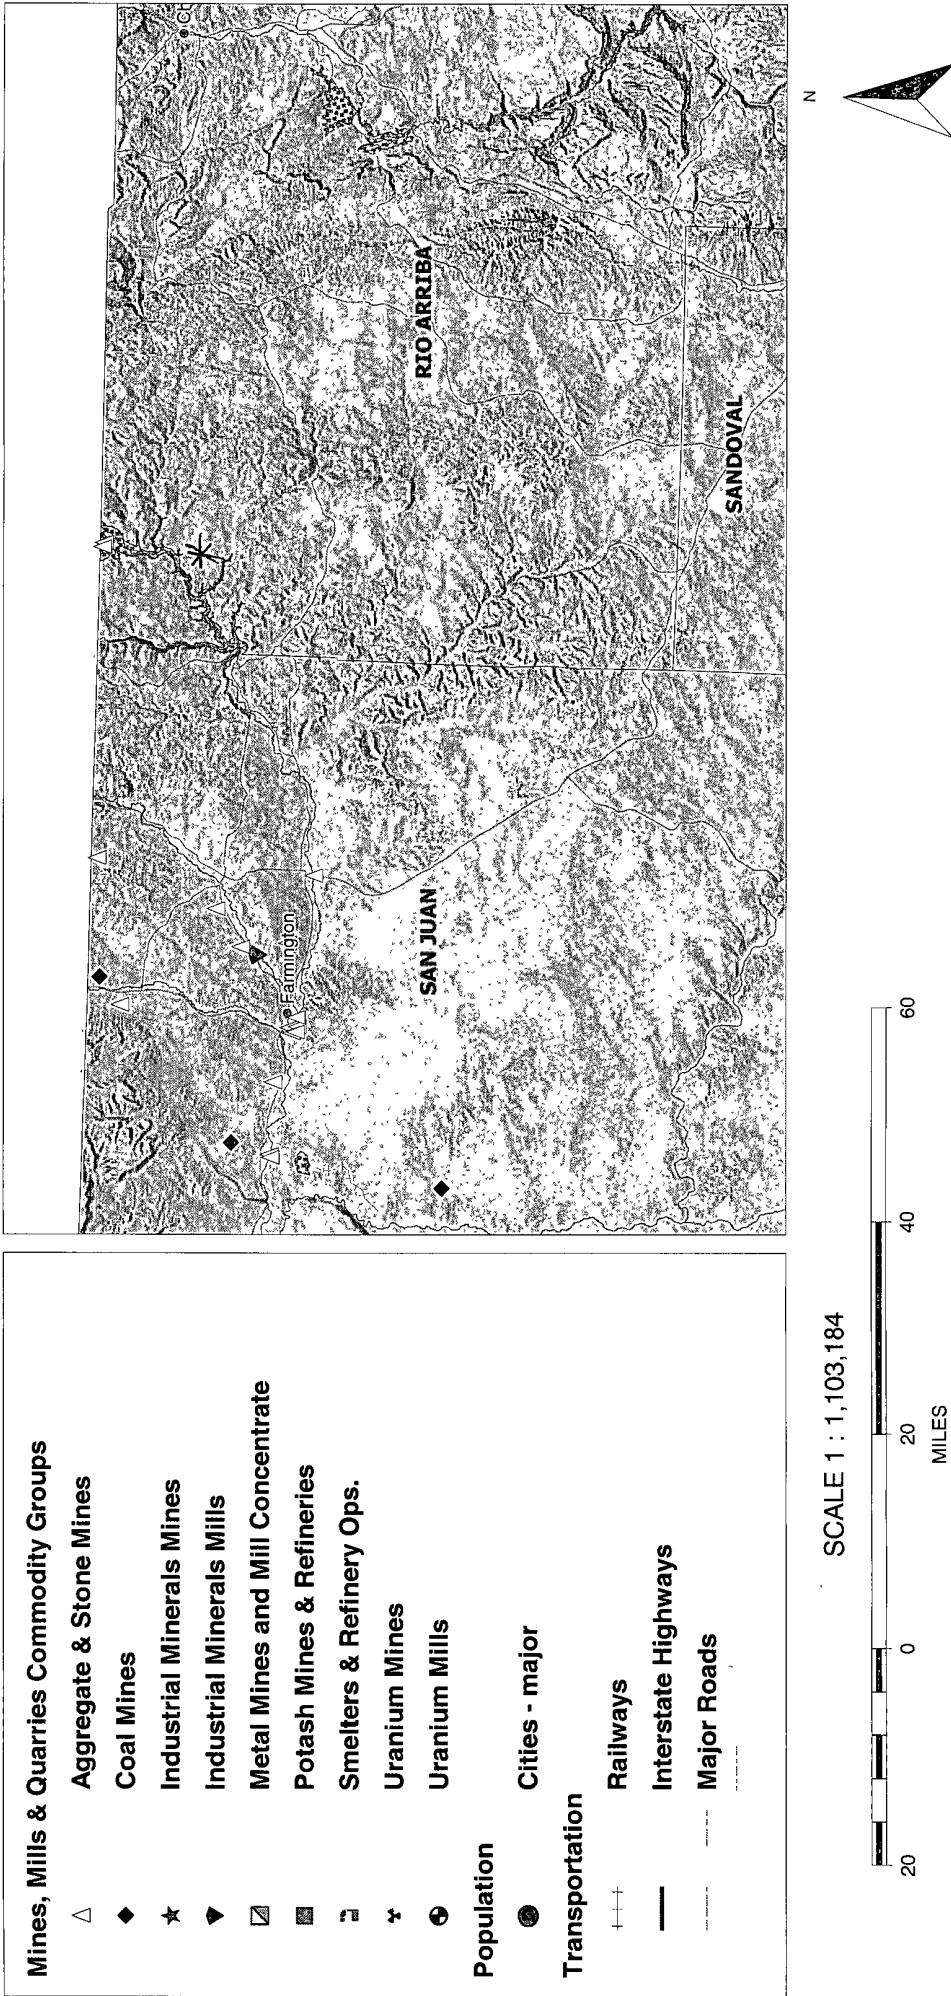 Mines, Mills & Quarries Commodity Groups
Aggregate & Stone Mines
Coal Mines
Industrial Minerals Mines
Industrial Minerals Mills
Metal Mines and Mill Concentrate
Potash Mines & Refineries
Smelters & Refinery Ops.
Uranium Mines
Uranium Mills
Population
Cities - major
Transportation
Railways
Interstate Highways
Major Roads
Farmington
SAN JUAN
RIO ARRIBA
SANDOVAL
N
SCALE 1 : 1,103,184
20 0 20 40 60
MILES